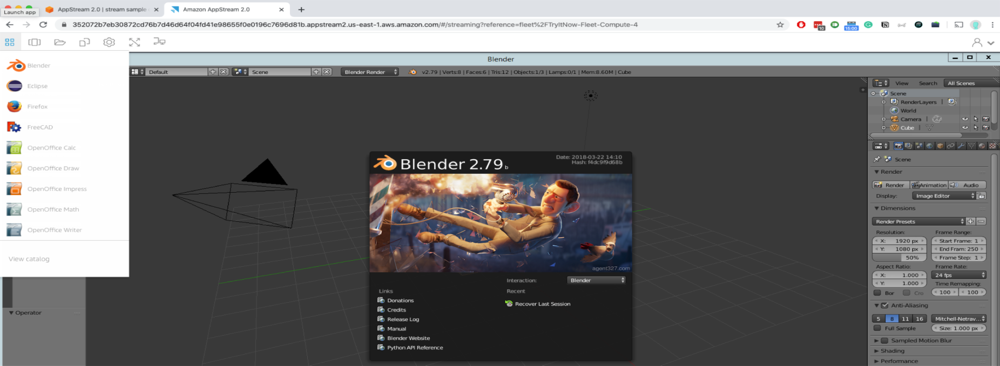 Launch app
AppStream 2.0 | stream sample
Amazon AppStream 2.0
352072b7eb30872cd76b7d46d64f04fd41e98655f0e0196c7696d81b.appstream2.us-east-1.aws.amazon.com/#/streaming?reference=fleet%2FTryItNow-Fleet-Compute-4
10
15:00
Blender
Blender
Eclipse
Firefox
FreeCAD
OpenOffice Calc
OpenOffice Draw
OpenOffice Impress
OpenOffice Math
OpenOffice Writer
View catalog
Operator
Default
Scene
Blender Render
v2.79 | Verts:8 | Faces:6 | Tris:12 | Objects:1/3 | Lamps:0/1 | Mem:8.60M | Cube
Blender 2.79 b
Date: 2018-03-22 14:10
Hash: f4dc9f9d68b
agent327.com
Interaction: Blender
Links
Recent
Donations
Recover Last Session
Credits
Release Log
Manual
Blender Website
Python API Reference
View Search All Scenes
Scene
RenderLayers
World
Camera
Cube
Scene
Render
Render Animation Audio
Display: Image Editor
Dimensions
Render Presets
Resolution: Frame Range:
X: 1920 px Start Frame: 1
Y: 1080 px End Fram: 250
50% Frame Step: 1
Aspect Ratio: Frame Rate:
X: 1.000 24 fps
Y: 1.000 Time Remapping:
Bor Cro 100 100
Anti-Aliasing
5 8 11 16 Mitchell-Netrav...
Full Sample Size: 1.000 px
Sampled Motion Blur
Shading
Performance